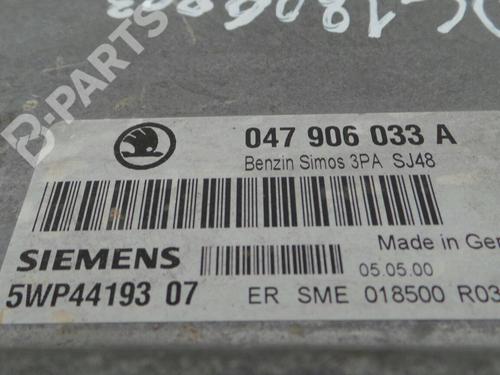 B-PARTS
047 906 033 A
Benzin Simos 3PA SJ48
SIEMENS
Made in Ger
05.05.00
5WP44193 07
ER SME 018500 R03